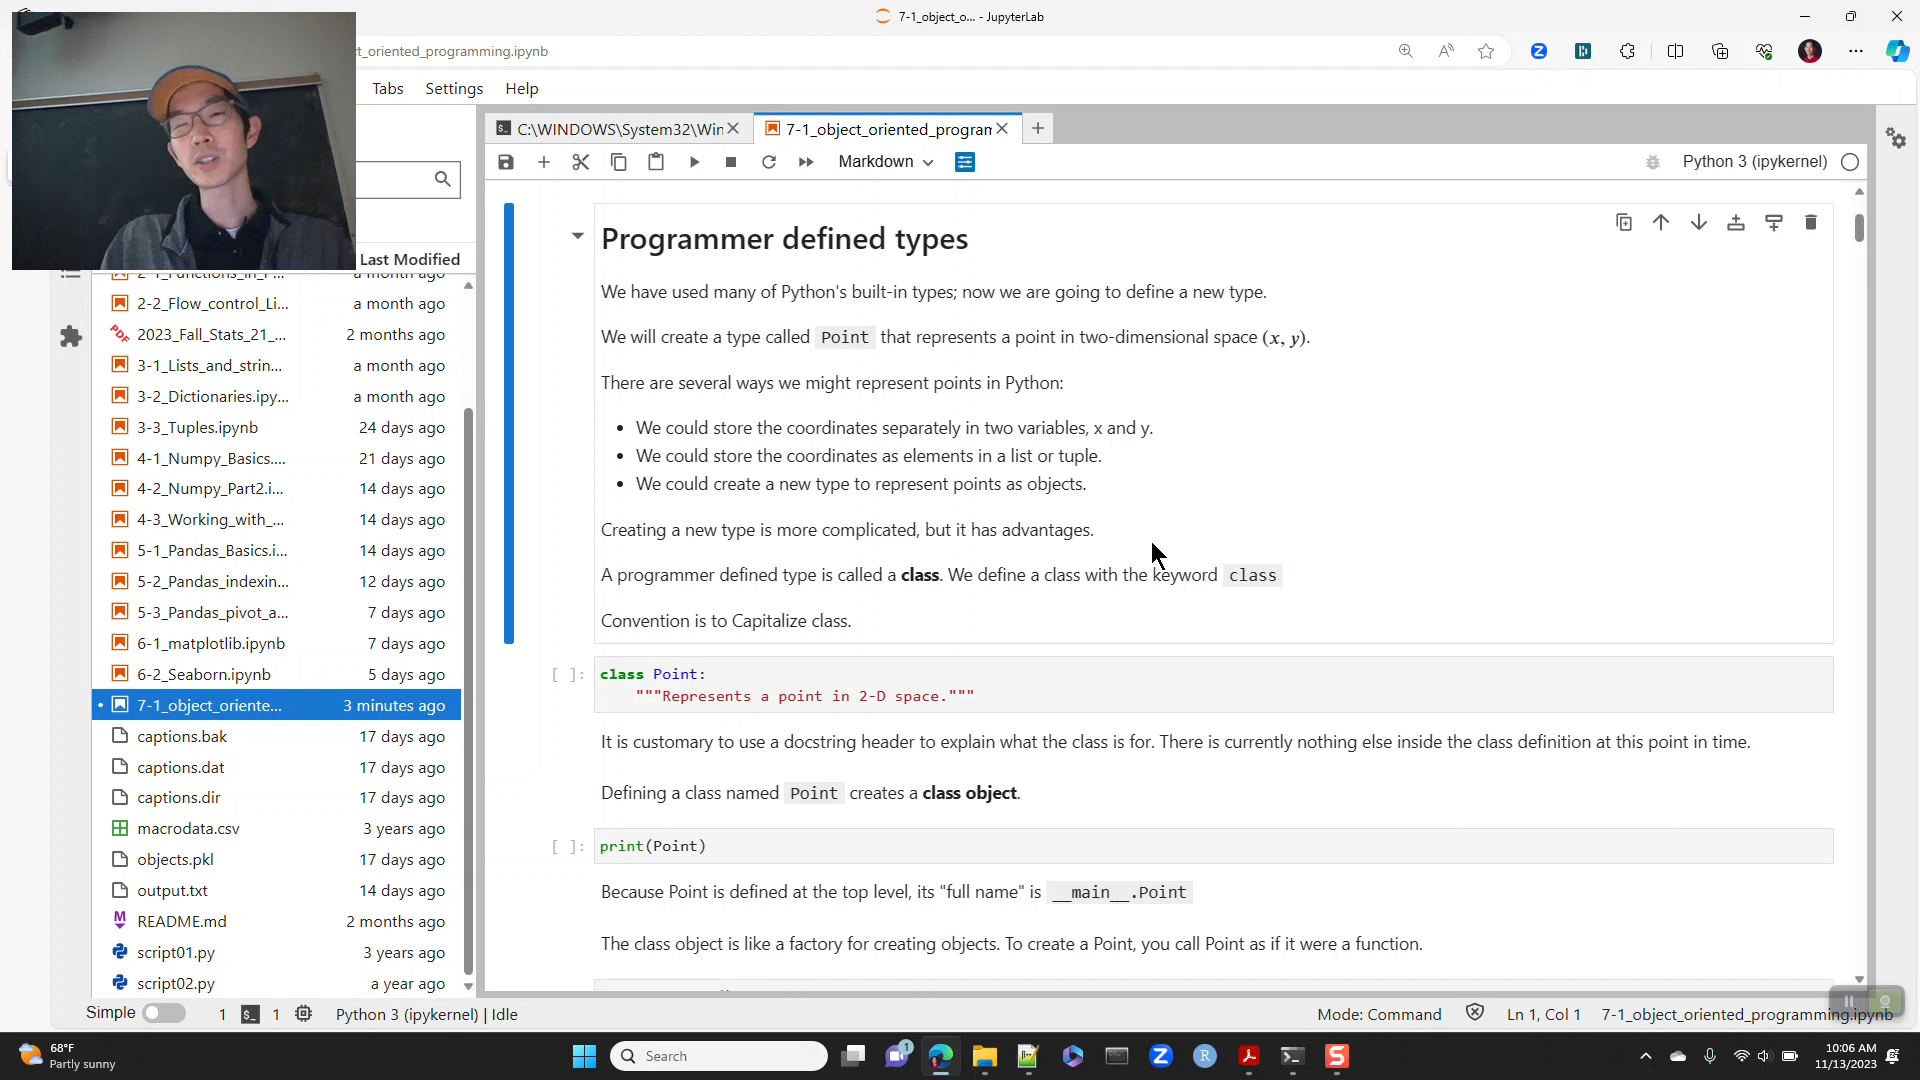 7-1_object_o... - JupyterLab
ct_oriented_programming.ipynb
Tabs Settings Help
C:\WINDOWS\System32\Win
7-1_object_oriented_program
Markdown
Python 3 (ipykernel)
Last Modified
2-1_Functions_in_P... a month ago
2-2_Flow_control_Li... a month ago
2023_Fall_Stats_21_... 2 months ago
3-1_Lists_and_strin... a month ago
3-2_Dictionaries.ipy... a month ago
3-3_Tuples.ipynb 24 days ago
4-1_Numpy_Basics.... 21 days ago
4-2_Numpy_Part2.i... 14 days ago
4-3_Working_with_... 14 days ago
5-1_Pandas_Basics.i... 14 days ago
5-2_Pandas_indexin... 12 days ago
5-3_Pandas_pivot_a... 7 days ago
6-1_matplotlib.ipynb 7 days ago
6-2_Seaborn.ipynb 5 days ago
7-1_object_oriente... 3 minutes ago
captions.bak 17 days ago
captions.dat 17 days ago
captions.dir 17 days ago
macrodata.csv 3 years ago
objects.pkl 17 days ago
output.txt 14 days ago
README.md 2 months ago
script01.py 3 years ago
script02.py a year ago
Programmer defined types
We have used many of Python's built-in types; now we are going to define a new type.
We will create a type called Point that represents a point in two-dimensional space (x, y).
There are several ways we might represent points in Python:
• We could store the coordinates separately in two variables, x and y.
• We could store the coordinates as elements in a list or tuple.
• We could create a new type to represent points as objects.
Creating a new type is more complicated, but it has advantages.
A programmer defined type is called a class. We define a class with the keyword class
Convention is to Capitalize class.
[ ]: class Point:
"""Represents a point in 2-D space."""
It is customary to use a docstring header to explain what the class is for. There is currently nothing else inside the class definition at this point in time.
Defining a class named Point creates a class object.
[ ]: print(Point)
Because Point is defined at the top level, its "full name" is __main__.Point
The class object is like a factory for creating objects. To create a Point, you call Point as if it were a function.
Simple 1 1 Python 3 (ipykernel) | Idle
Mode: Command Ln 1, Col 1 7-1_object_oriented_programming.ipynb
68°F
Partly sunny
Search
1
10:06 AM
11/13/2023